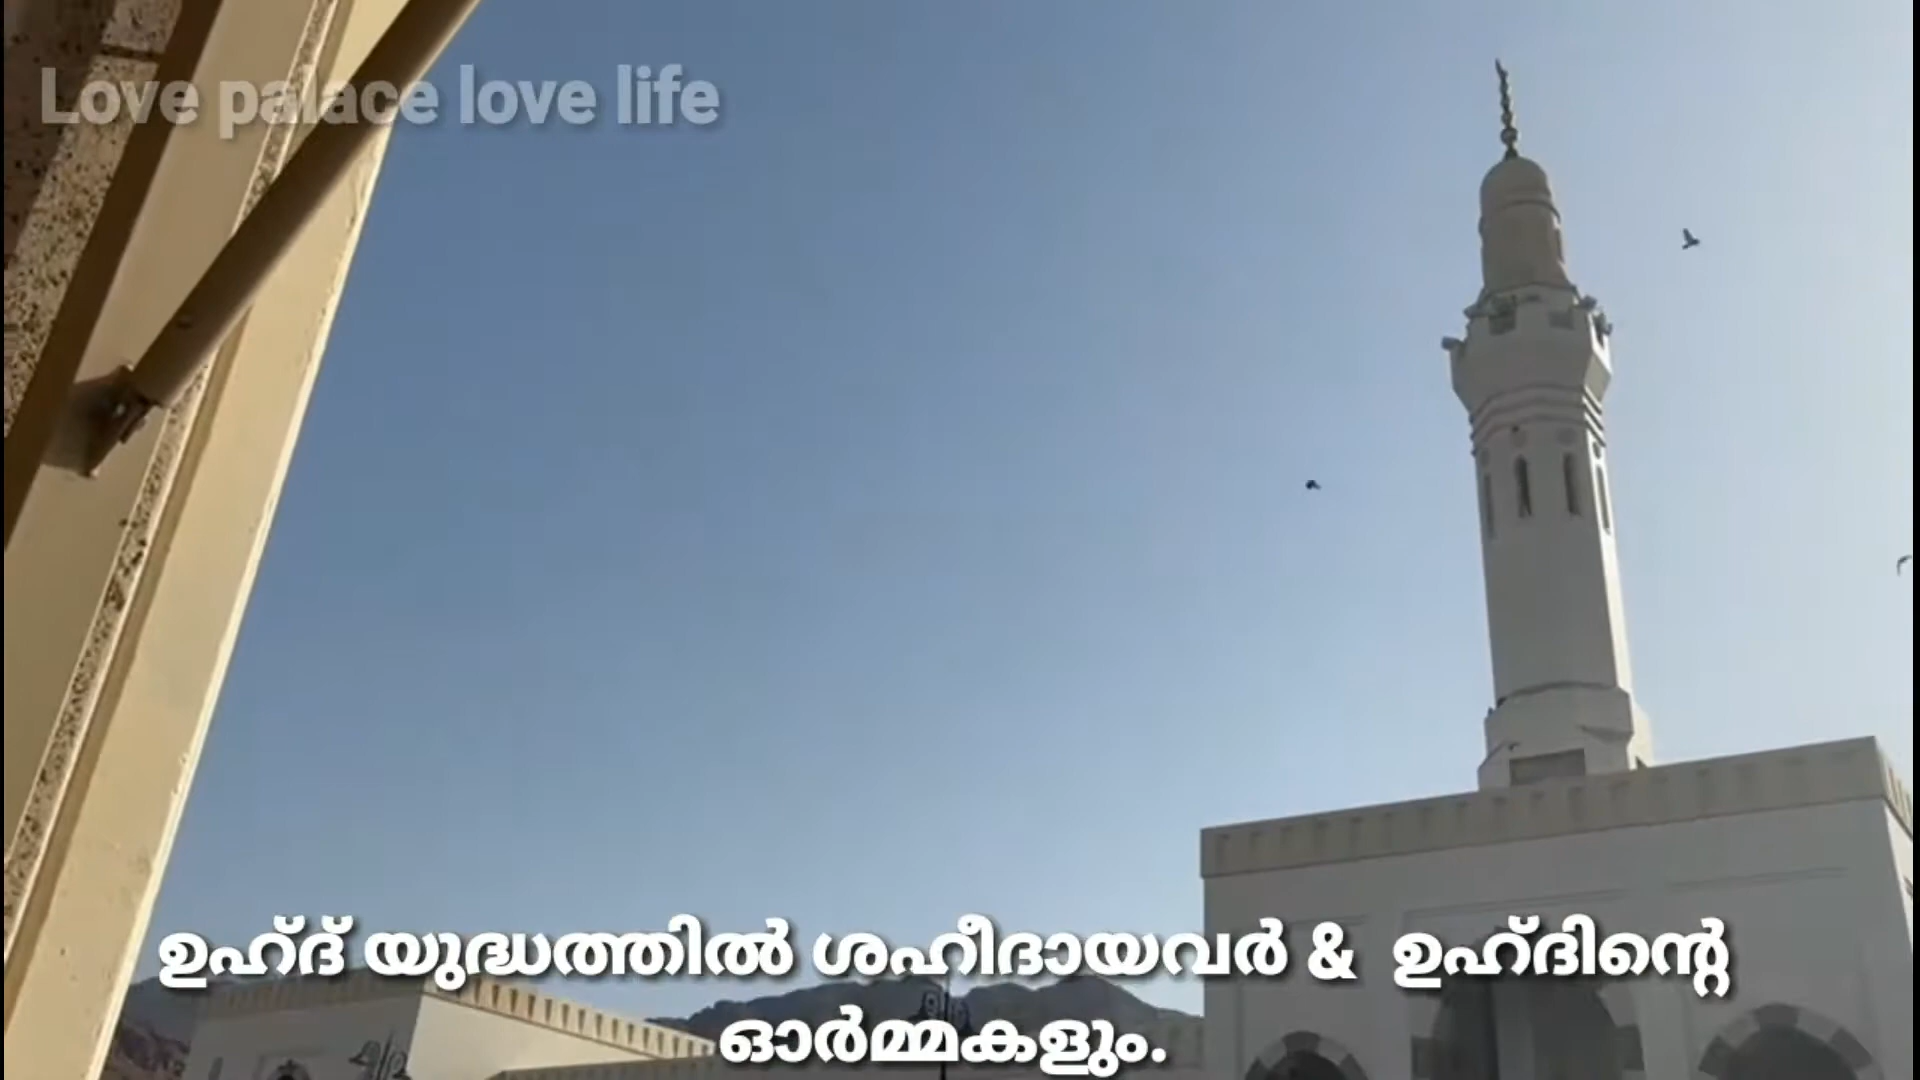 Love palace love life
ഉഹ്ദ് യുദ്ധത്തിൽ ശഹീദായവർ & ഉഹ്ദിന്റെ
ഓർമ്മകളും.